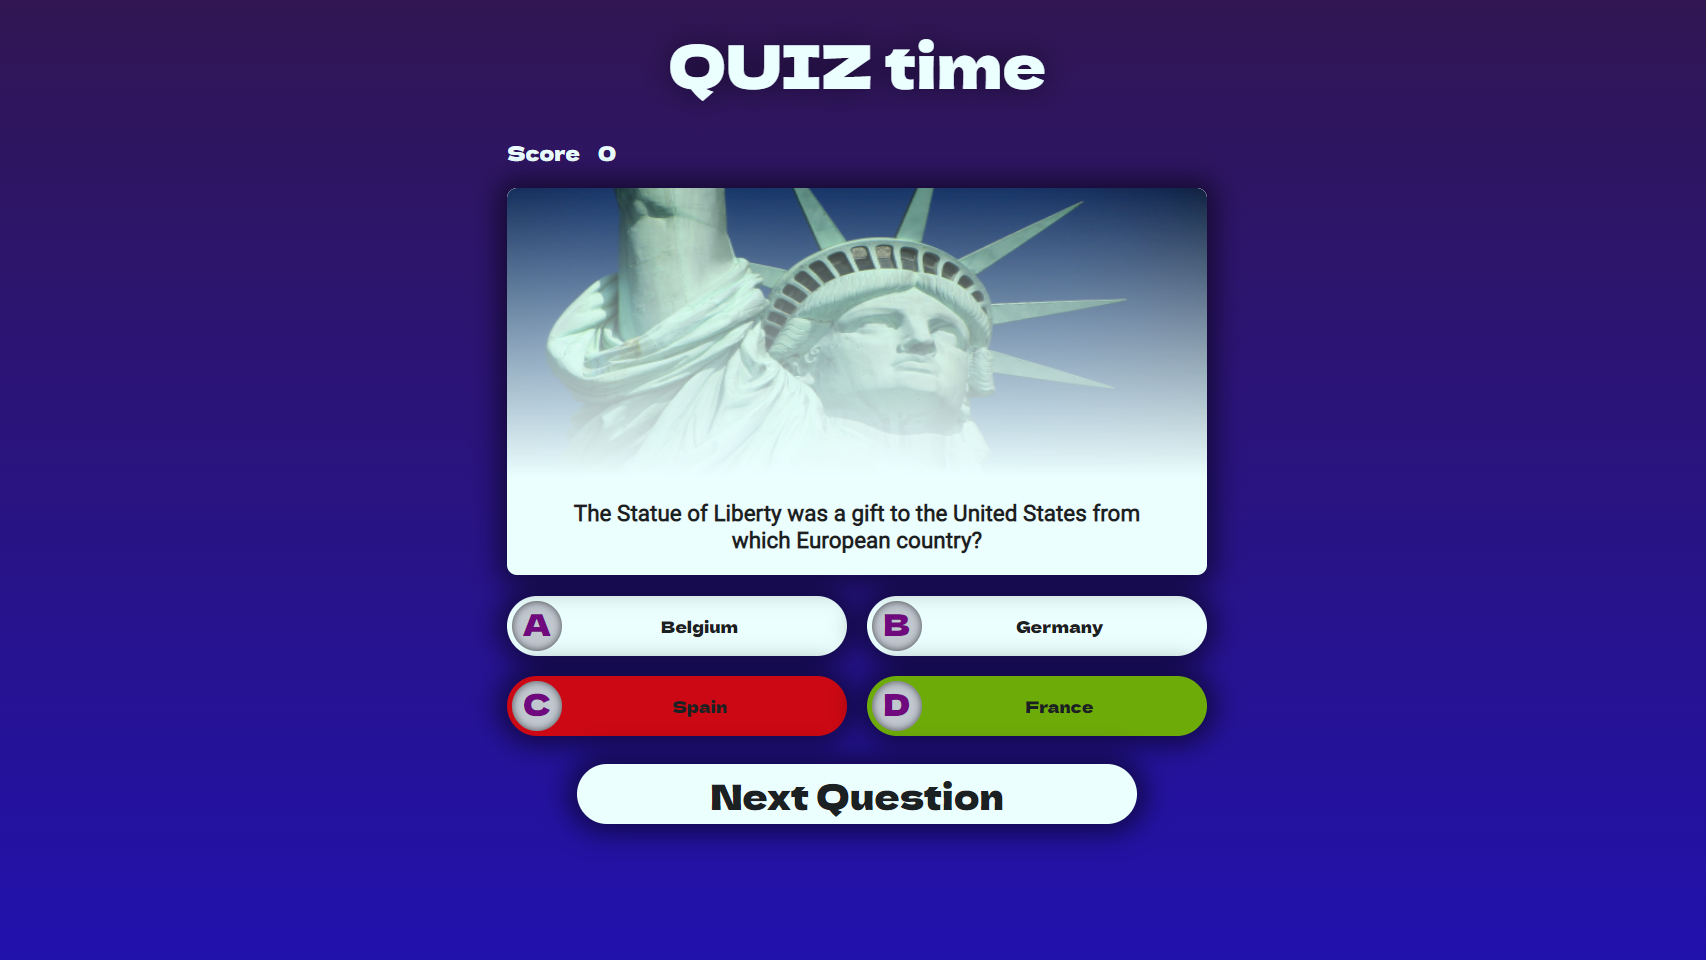 QUIZ time
Score 0
The Statue of Liberty was a gift to the United States from
which European country?
A Belgium
B Germany
C Spain
D France
Next Question